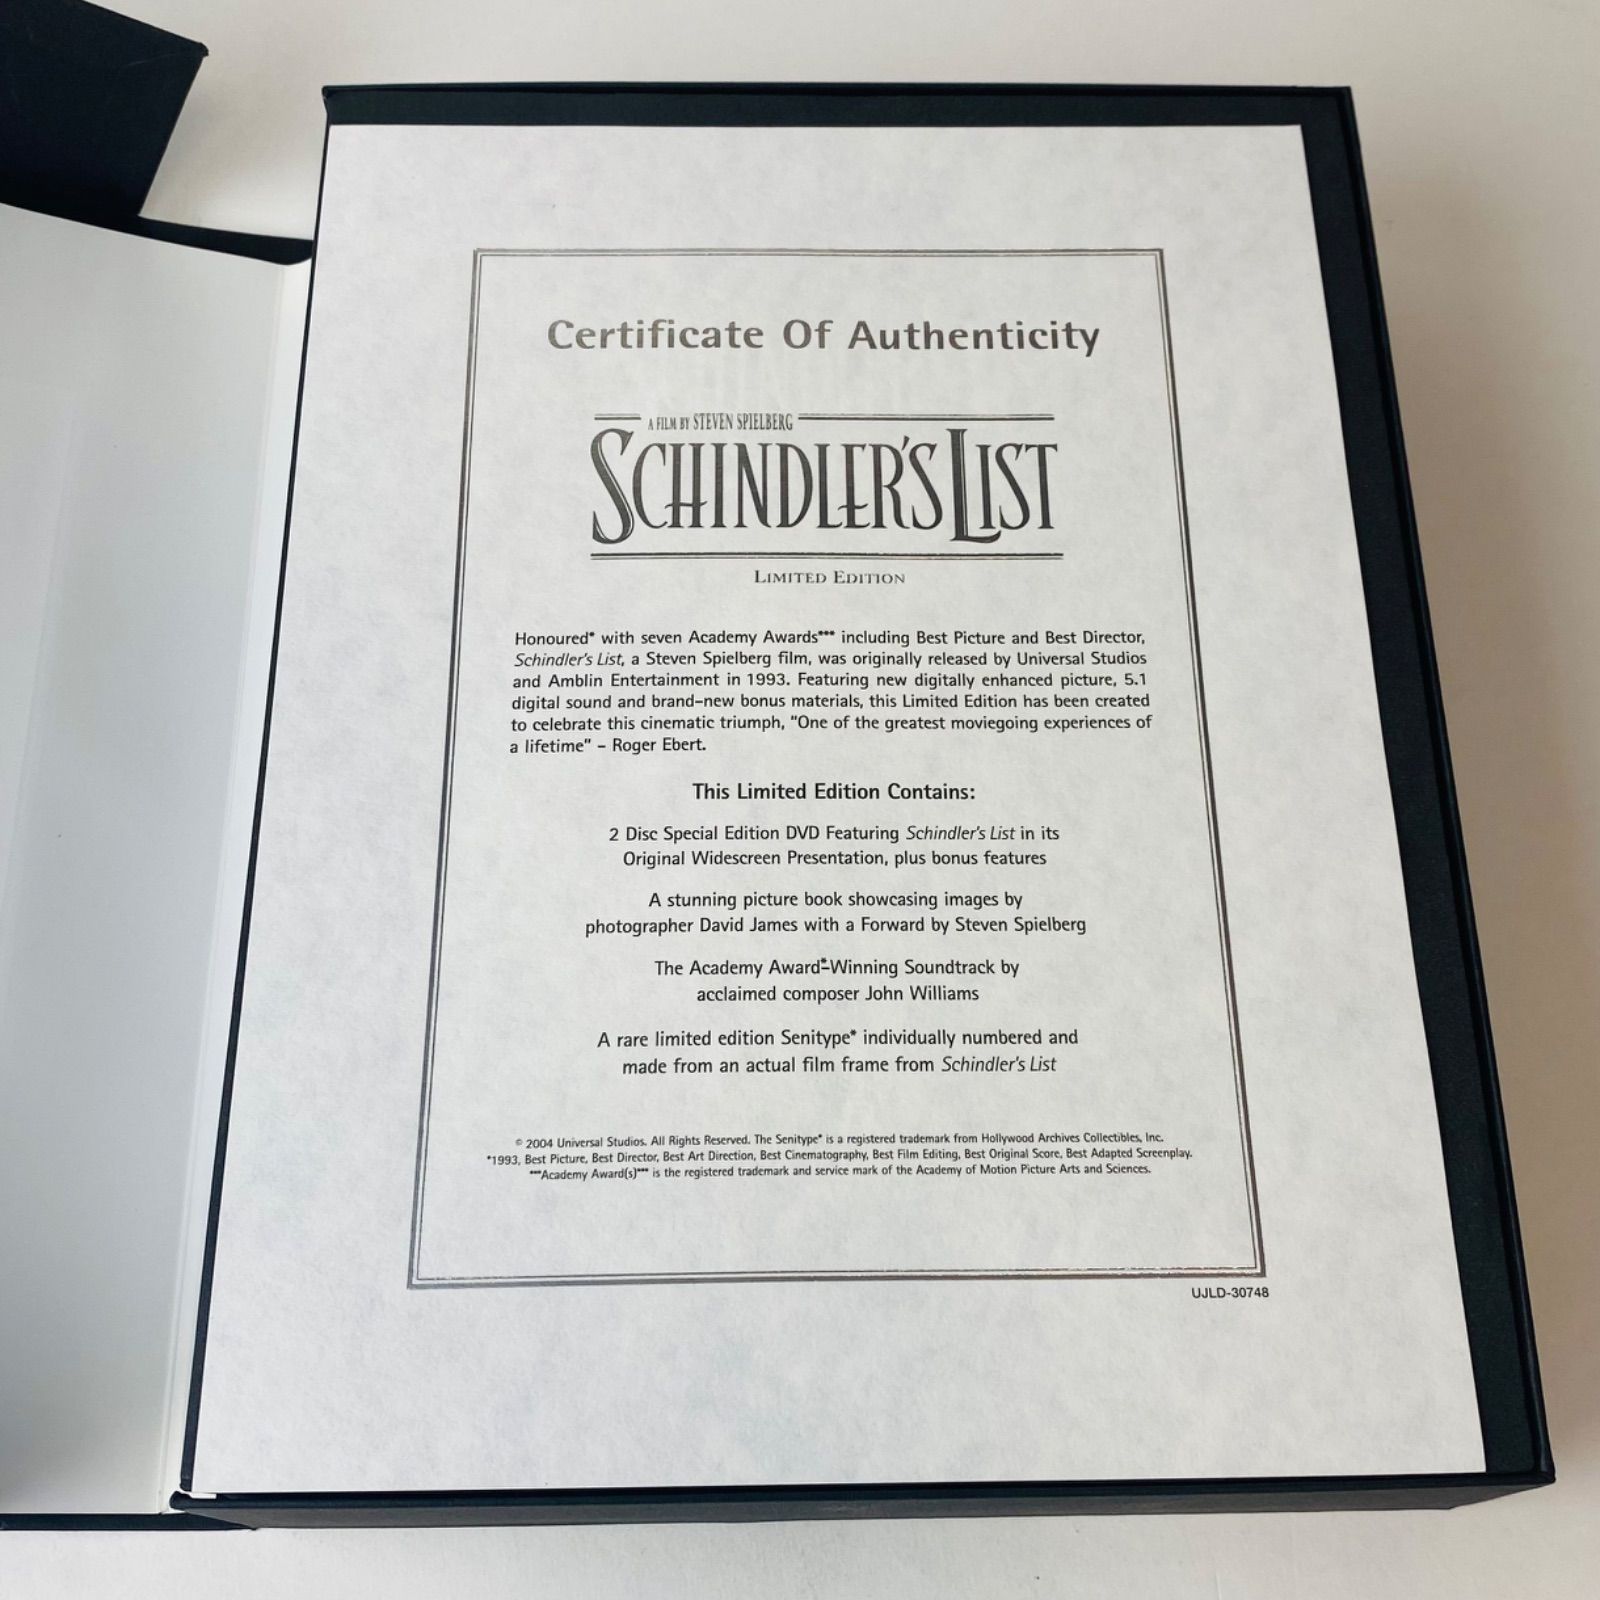 Certificate Of Authenticity
A FILM BY STEVEN SPIELBERG
SCHINDLER'S LIST
LIMITED EDITION
Honoured* with seven Academy Awards*** including Best Picture and Best Director,
Schindler's List, a Steven Spielberg film, was originally released by Universal Studios
and Amblin Entertainment in 1993. Featuring new digitally enhanced picture, 5.1
digital sound and brand-new bonus materials, this Limited Edition has been created
to celebrate this cinematic triumph, "One of the greatest moviegoing experiences of
a lifetime" - Roger Ebert.
This Limited Edition Contains:
2 Disc Special Edition DVD Featuring Schindler's List in its
Original Widescreen Presentation, plus bonus features
A stunning picture book showcasing images by
photographer David James with a Forward by Steven Spielberg
The Academy Award*-Winning Soundtrack by
acclaimed composer John Williams
A rare limited edition Senitype* individually numbered and
made from an actual film frame from Schindler's List
© 2004 Universal Studios. All Rights Reserved. The Senitype* is a registered trademark from Hollywood Archives Collectibles, Inc.
*1993, Best Picture, Best Director, Best Art Direction, Best Cinematography, Best Film Editing, Best Original Score, Best Adapted Screenplay.
***Academy Award(s)*** is the registered trademark and service mark of the Academy of Motion Picture Arts and Sciences.
UJLD-30748